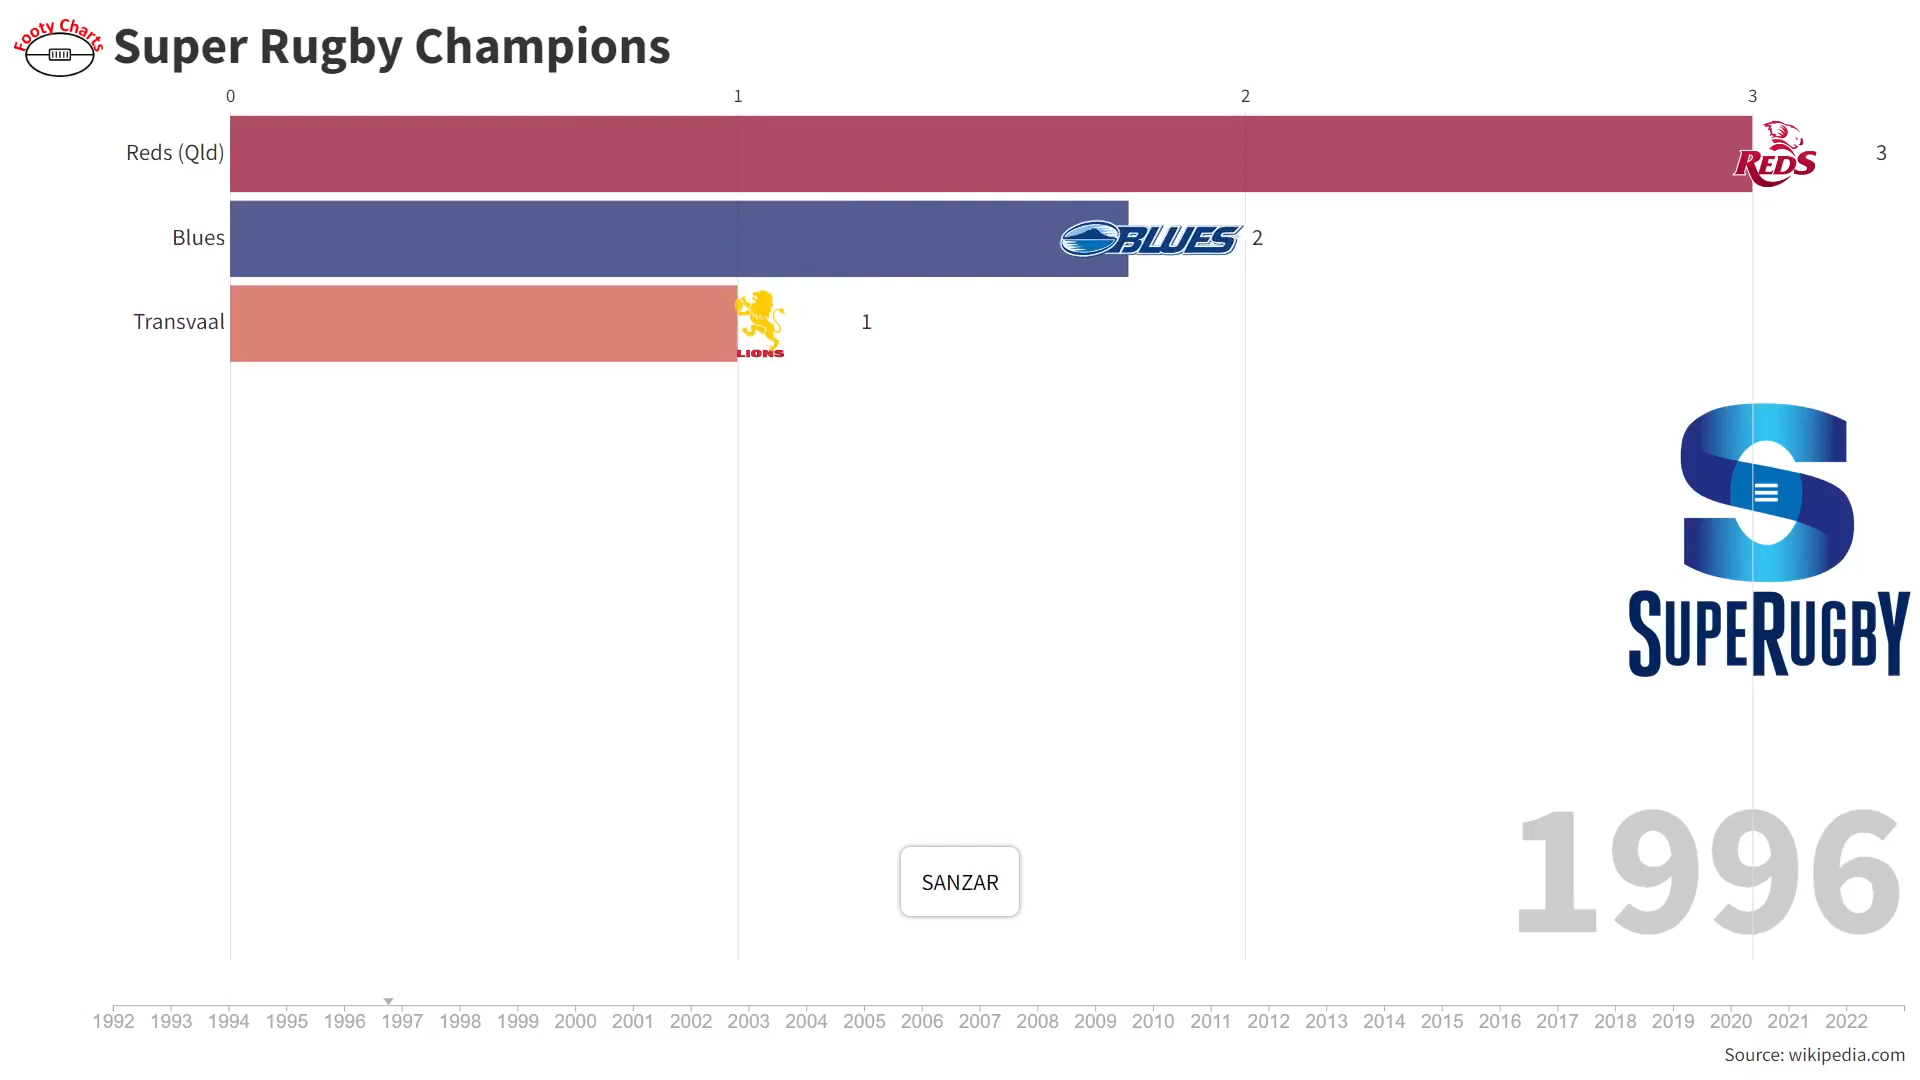 Footy Charts
Super Rugby Champions
0 1 2 3
Reds (Qld) REDS 3
Blues BLUES 2
Transvaal LIONS 1
SUPERUGBY
1996
SANZAR
1992 1993 1994 1995 1996 1997 1998 1999 2000 2001 2002 2003 2004 2005 2006 2007 2008 2009 2010 2011 2012 2013 2014 2015 2016 2017 2018 2019 2020 2021 2022
Source: wikipedia.com